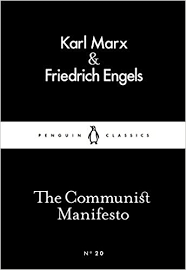 Karl Marx
&
Friedrich Engels
PENGUIN CLASSICS
The Communist
Manifesto
Nº 20